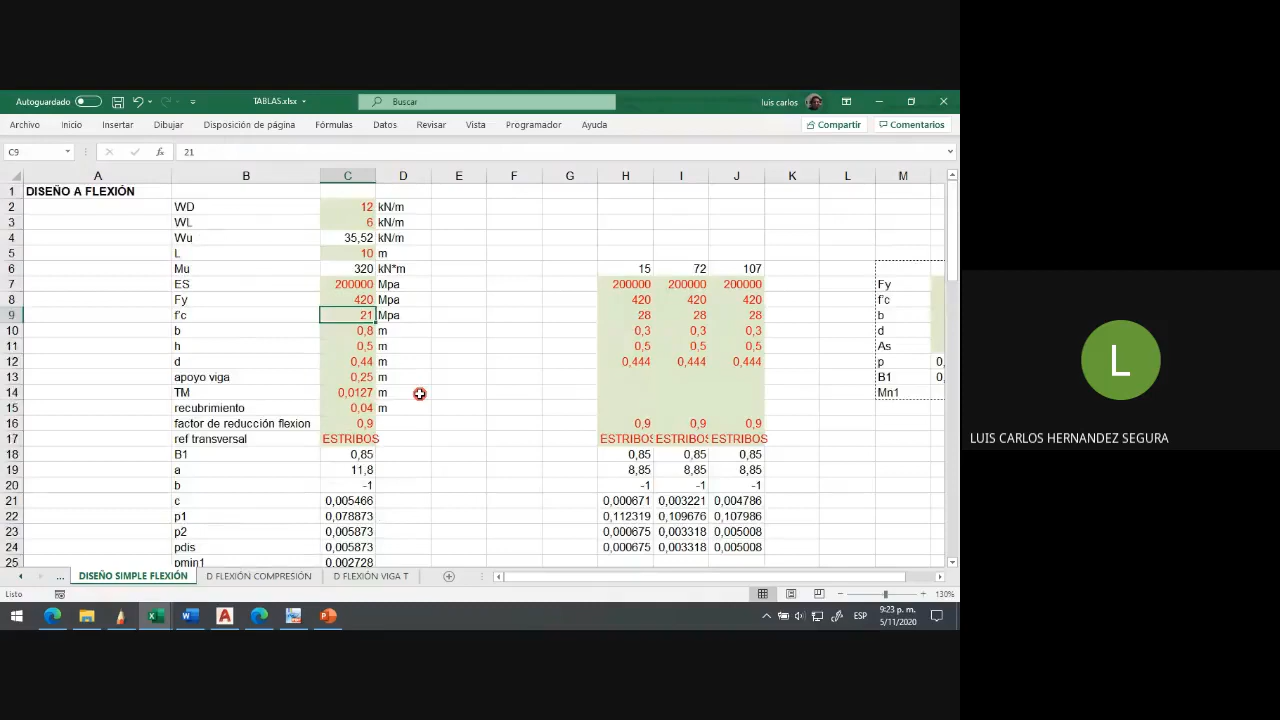 Autoguardado TABLAS.xlsx Buscar luis carlos
Archivo Inicio Insertar Dibujar Disposición de página Fórmulas Datos Revisar Vista Programador Ayuda Compartir Comentarios
C9 fx 21
A B C D E F G H I J K L M
1 DISEÑO A FLEXIÓN
2 WD 12 kN/m
3 WL 6 kN/m
4 Wu 35,52 kN/m
5 L 10 m
6 Mu 320 kN*m 15 72 107
7 ES 200000 Mpa 200000 200000 200000 Fy
8 Fy 420 Mpa 420 420 420 f'c
9 f'c 21 Mpa 28 28 28 b
10 b 0,8 m 0,3 0,3 0,3 d
11 h 0,5 m 0,5 0,5 0,5 As
12 d 0,44 m 0,444 0,444 0,444 p 0,
13 apoyo viga 0,25 m B1 0,
14 TM 0,0127 m Mn1
15 recubrimiento 0,04 m
16 factor de reducción flexion 0,9 0,9 0,9 0,9
17 ref transversal ESTRIBOS ESTRIBOS ESTRIBOS ESTRIBOS
18 B1 0,85 0,85 0,85 0,85
19 a 11,8 8,85 8,85 8,85
20 b -1 -1 -1 -1
21 c 0,005466 0,000671 0,003221 0,004786
22 p1 0,078873 0,112319 0,109676 0,107986
23 p2 0,005873 0,000675 0,003318 0,005008
24 pdis 0,005873 0,000675 0,003318 0,005008
25 pmin1 0,002728
... DISEÑO SIMPLE FLEXIÓN D FLEXIÓN COMPRESIÓN D FLEXIÓN VIGA T
Listo 130%
ESP 9:23 p. m.
5/11/2020
L
LUIS CARLOS HERNANDEZ SEGURA